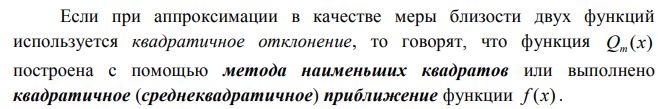 Если при аппроксимации в качестве меры близости двух функций
используется квадратичное отклонение, то говорят, что функция Qₘ(x)
построена с помощью метода наименьших квадратов или выполнено
квадратичное (среднеквадратичное) приближение функции f(x).